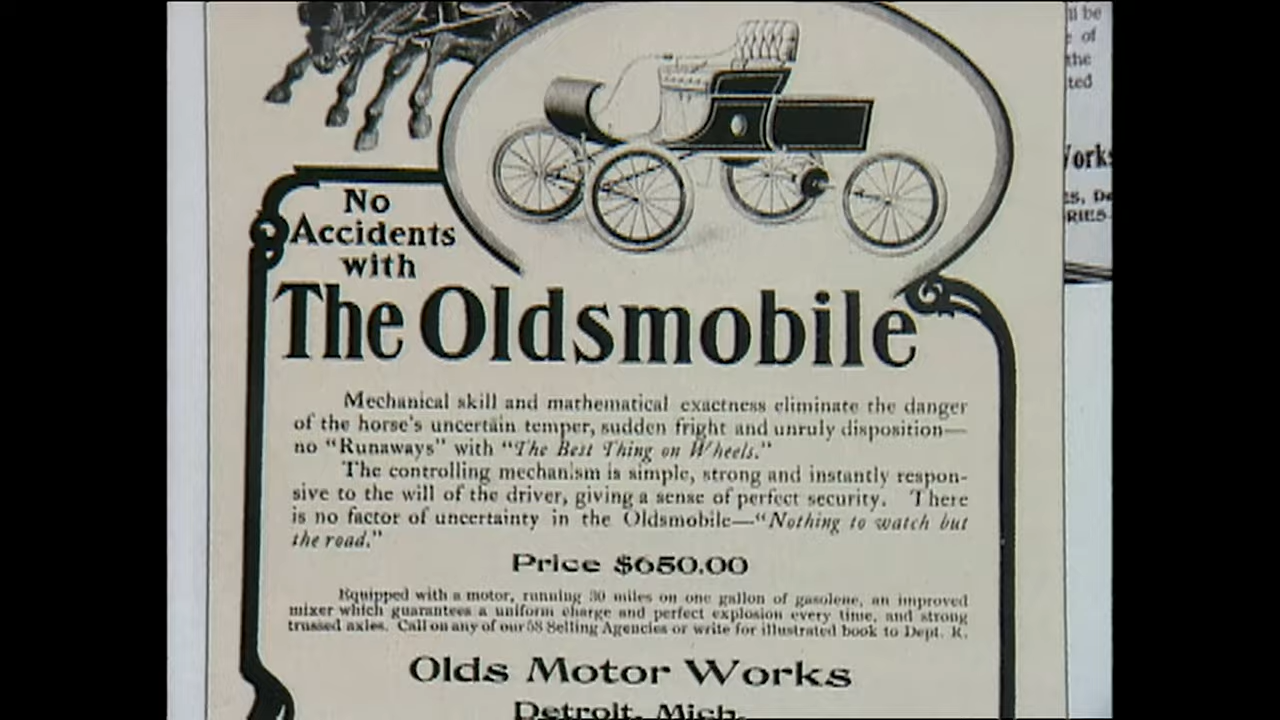 No
Accidents
with
The Oldsmobile
Mechanical skill and mathematical exactness eliminate the danger
of the horse's uncertain temper, sudden fright and unruly disposition—
no "Runaways" with "The Best Thing on Wheels."
The controlling mechanism is simple, strong and instantly respon-
sive to the will of the driver, giving a sense of perfect security. There
is no factor of uncertainty in the Oldsmobile—"Nothing to watch but
the road."
Price $650.00
Equipped with a motor, running 30 miles on one gallon of gasolene, an improved
mixer which guarantees a uniform charge and perfect explosion every time, and strong
trussed axles. Call on any of our 58 Selling Agencies or write for illustrated book to Dept. R.
Olds Motor Works
Detroit, Mich.
be
of
the